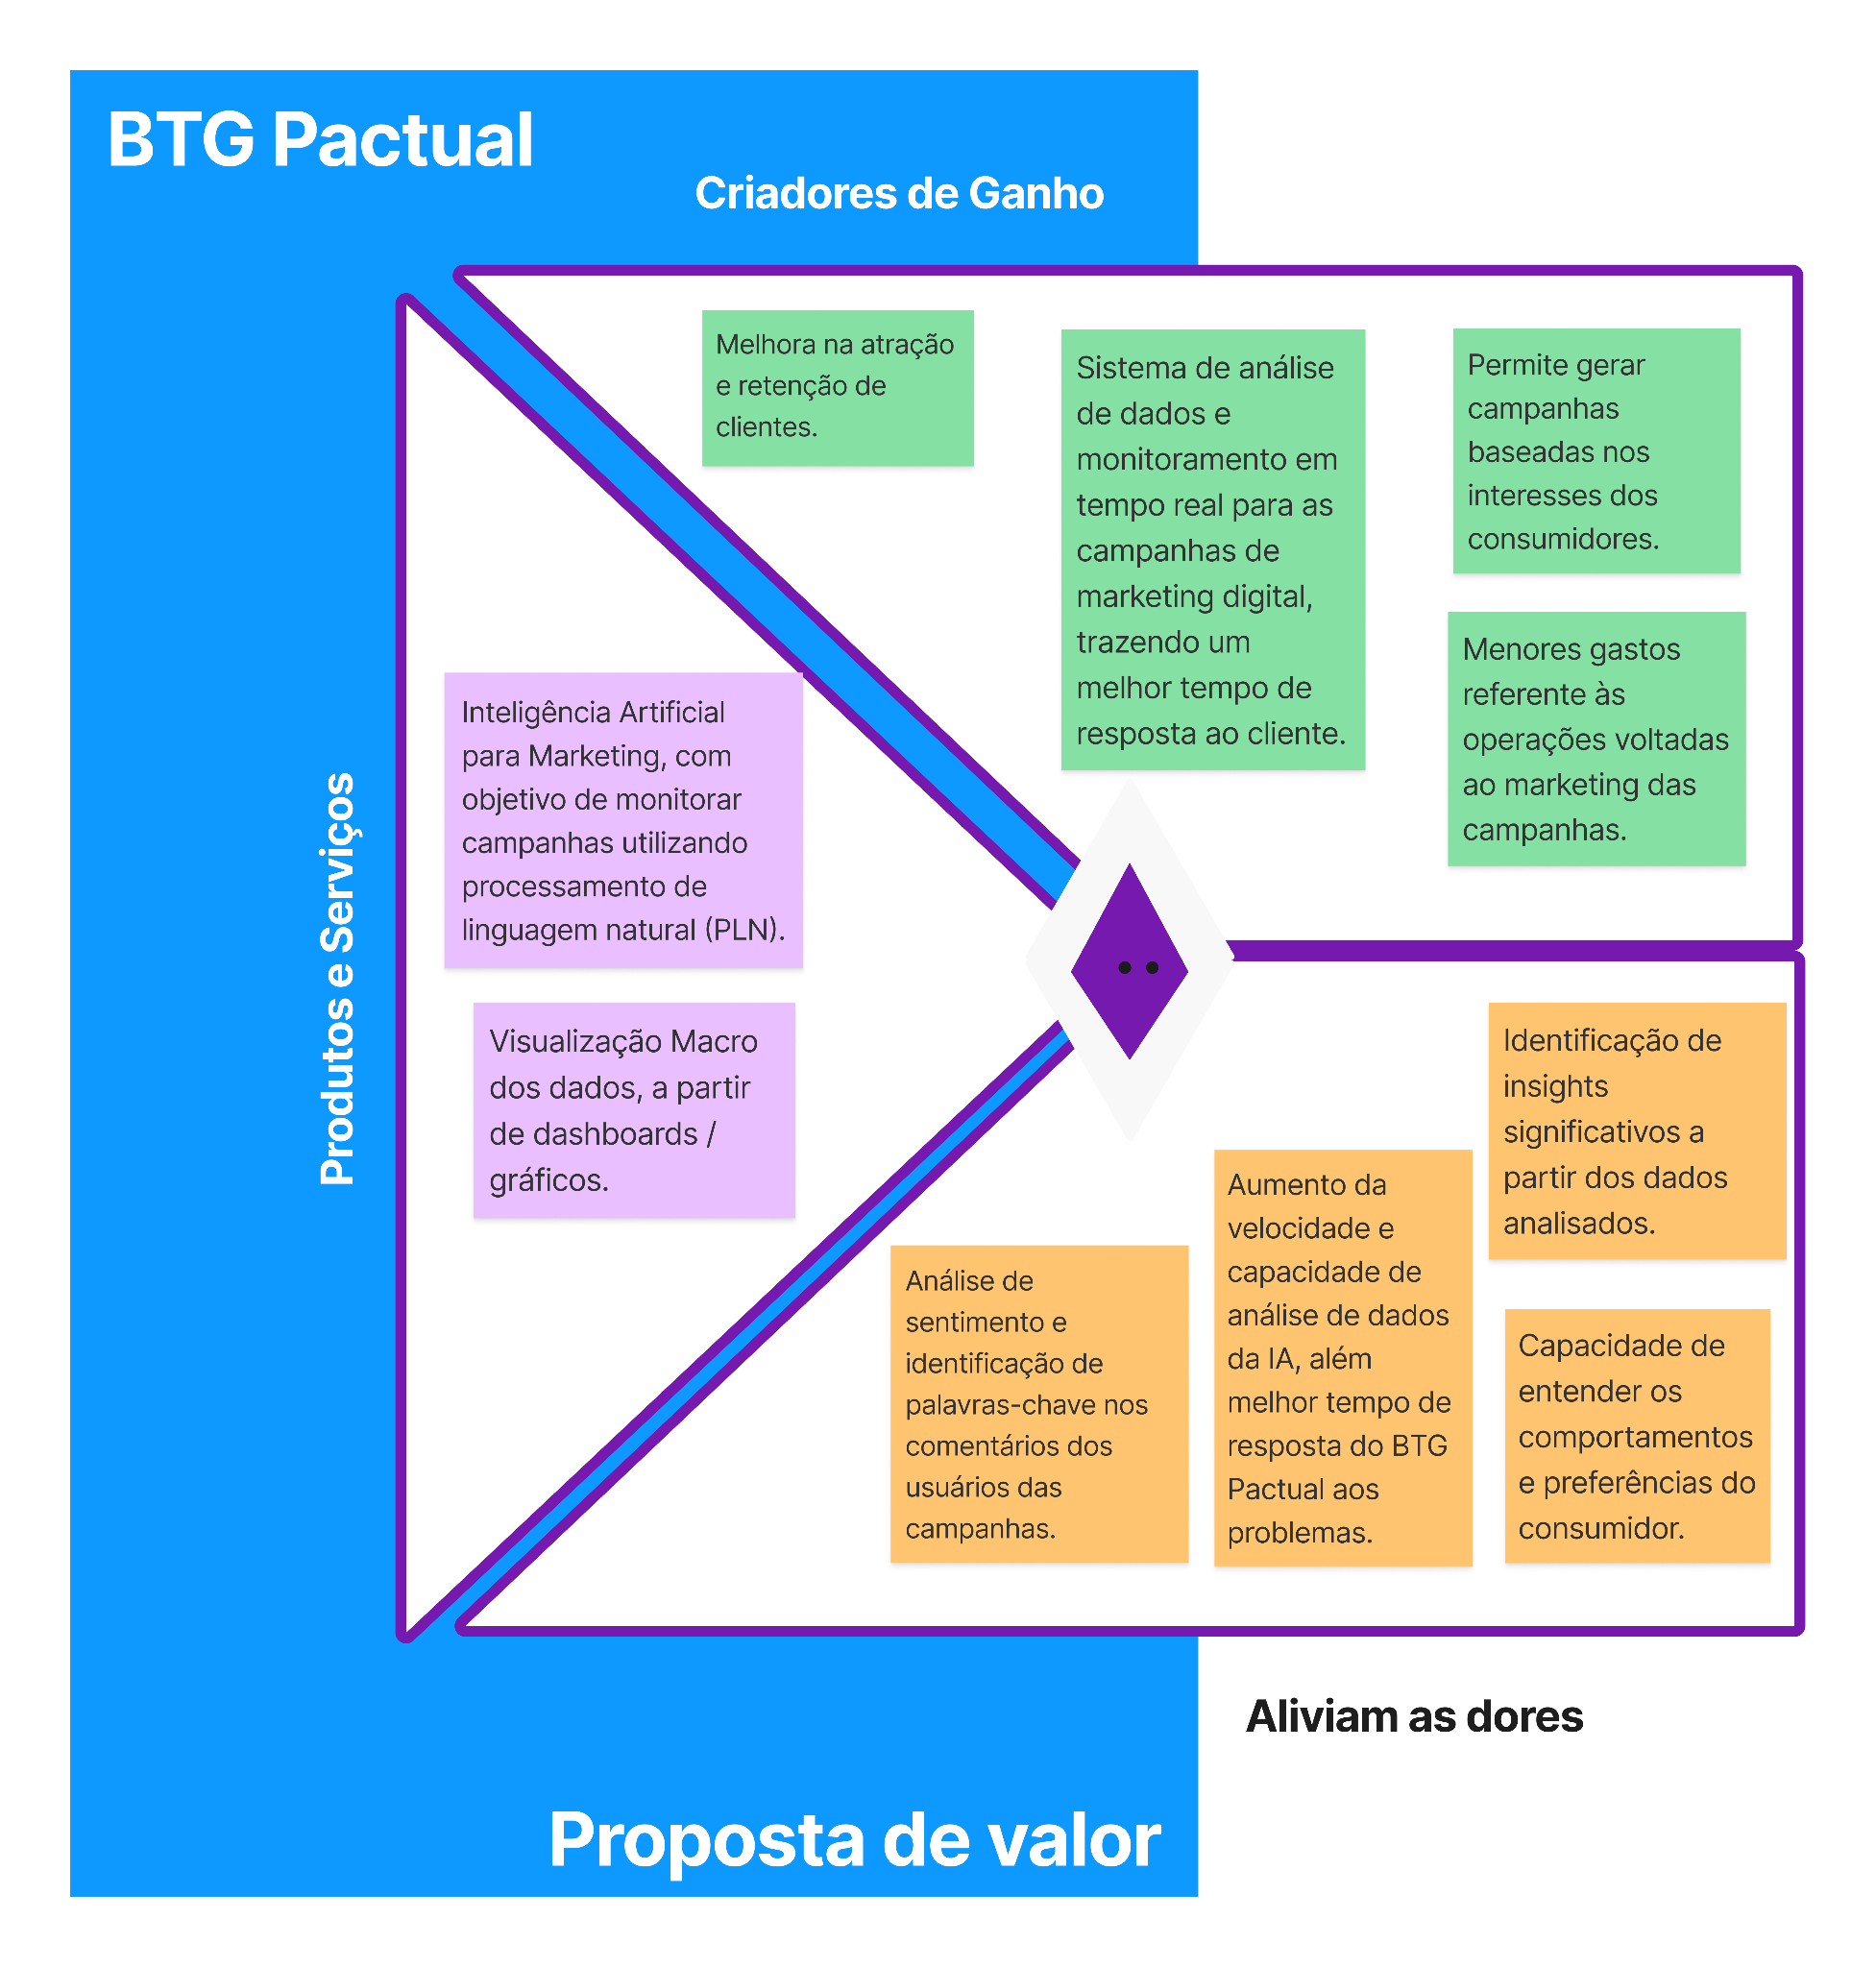 BTG Pactual
Criadores de Ganho
Melhora na atração
e retenção de
clientes.
Sistema de análise
de dados e
monitoramento em
tempo real para as
campanhas de
marketing digital,
trazendo um
melhor tempo de
resposta ao cliente.
Permite gerar
campanhas
baseadas nos
interesses dos
consumidores.
Menores gastos
referente às
operações voltadas
ao marketing das
campanhas.
Produtos e Serviços
Inteligência Artificial
para Marketing, com
objetivo de monitorar
campanhas utilizando
processamento de
linguagem natural (PLN).
Visualização Macro
dos dados, a partir
de dashboards /
gráficos.
Análise de
sentimento e
identificação de
palavras-chave nos
comentários dos
usuários das
campanhas.
Aumento da
velocidade e
capacidade de
análise de dados
da IA, além
melhor tempo de
resposta do BTG
Pactual aos
problemas.
Identificação de
insights
significativos a
partir dos dados
analisados.
Capacidade de
entender os
comportamentos
e preferências do
consumidor.
Aliviam as dores
Proposta de valor